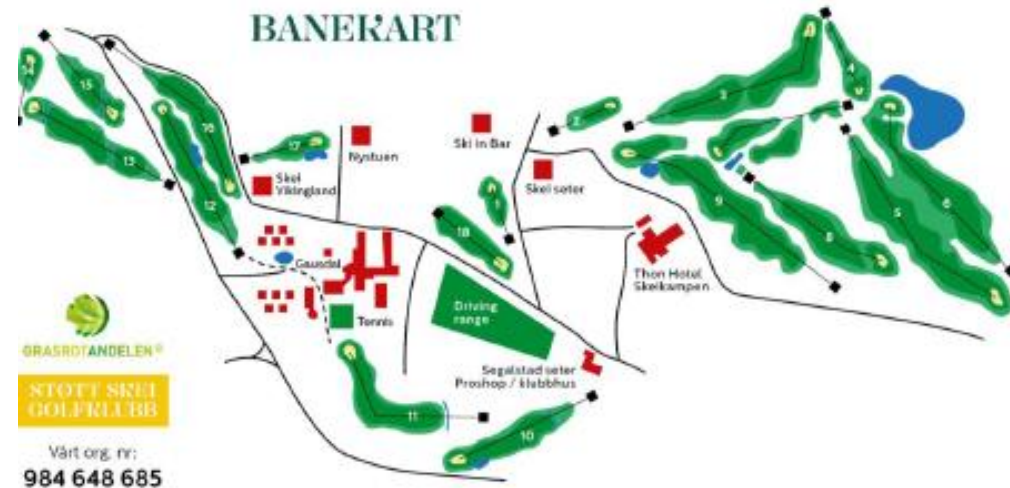 BANEKART
14
15
13
16
12
17
Nystuen
Skei
Vikingland
Ski in Bar
2
3
4
Skei seter
1
18
9
8
5
6
Gausdal
Thon Hotel
Skeikampen
Driving
range
Tennis
Segalstad seter
Proshop / klubbhus
11
10
GRASROTANDELEN®
STØTT SKEI
GOLFKLUBB
Vårt org. nr:
984 648 685